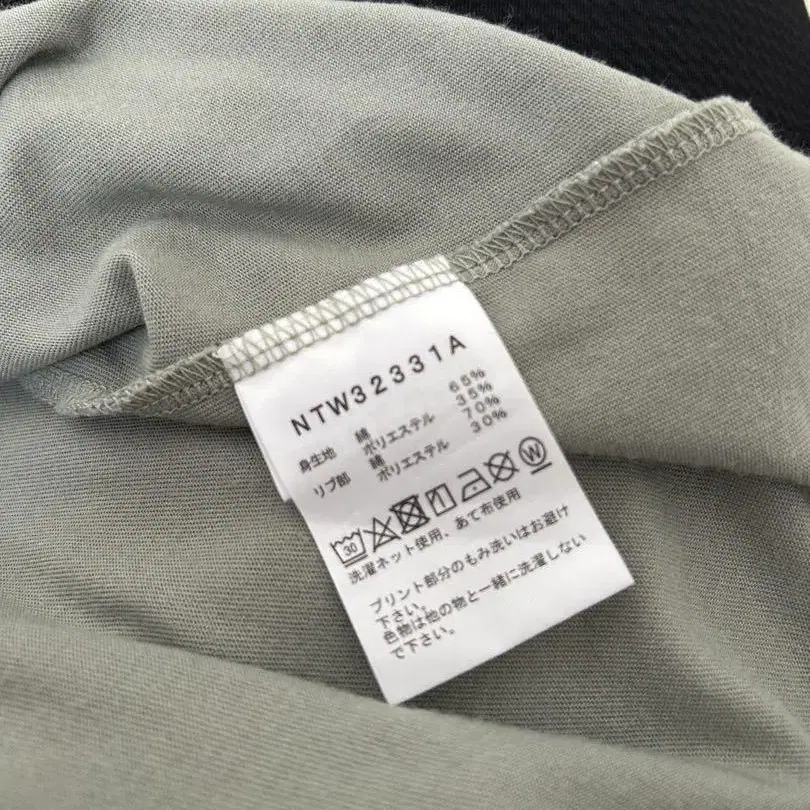 NTW32331A
身生地 綿 65%
ポリエステル 35%
リブ部 綿 70%
ポリエステル 30%
30 W
洗濯ネット使用、あて布使用
プリント部分のもみ洗いはお避け
下さい。
色物は他の物と一緒に洗濯しない
で下さい。